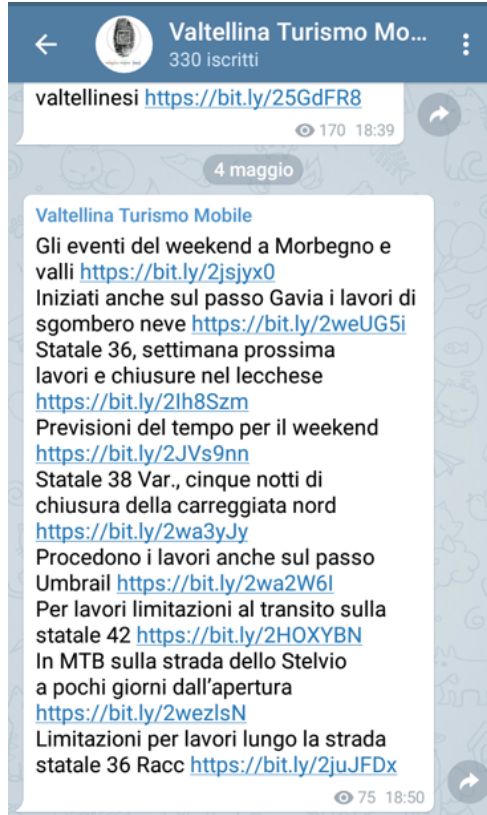 Valtellina Turismo Mo...
330 iscritti
valtellinesi https://bit.ly/25GdFR8
170 18:39
4 maggio
Valtellina Turismo Mobile
Gli eventi del weekend a Morbegno e
valli https://bit.ly/2jsjyx0
Iniziati anche sul passo Gavia i lavori di
sgombero neve https://bit.ly/2weUG5i
Statale 36, settimana prossima
lavori e chiusure nel lecchese
https://bit.ly/2Ih8Szm
Previsioni del tempo per il weekend
https://bit.ly/2JVs9nn
Statale 38 Var., cinque notti di
chiusura della carreggiata nord
https://bit.ly/2wa3yJy
Procedono i lavori anche sul passo
Umbrail https://bit.ly/2wa2W6I
Per lavori limitazioni al transito sulla
statale 42 https://bit.ly/2HOXYBN
In MTB sulla strada dello Stelvio
a pochi giorni dall'apertura
https://bit.ly/2wezlsN
Limitazioni per lavori lungo la strada
statale 36 Racc https://bit.ly/2juJFDx
75 18:50